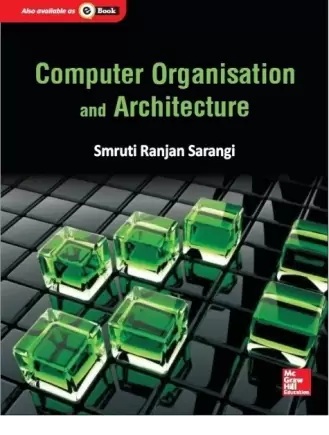 Also available as e Book
Computer Organisation
and Architecture
Smruti Ranjan Sarangi
Mc
Graw
Hill
Education